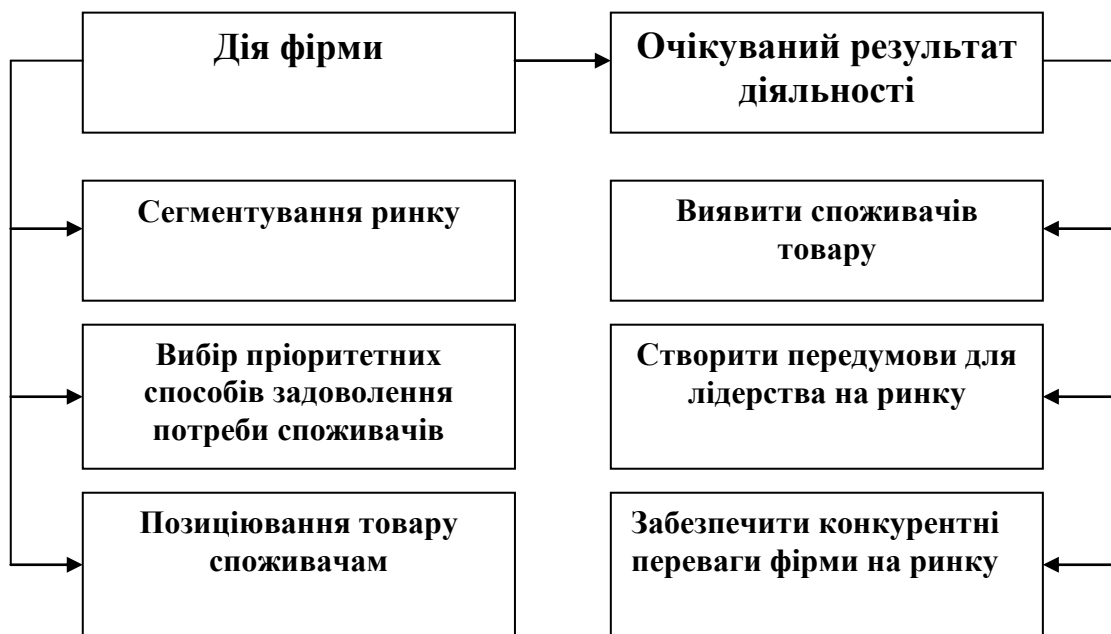 Дія фірми
Очікуваний результат
діяльності
Сегментування ринку
Виявити споживачів
товару
Вибір пріоритетних
способів задоволення
потреби споживачів
Створити передумови для
лідерства на ринку
Позиціювання товару
споживачам
Забезпечити конкурентні
переваги фірми на ринку